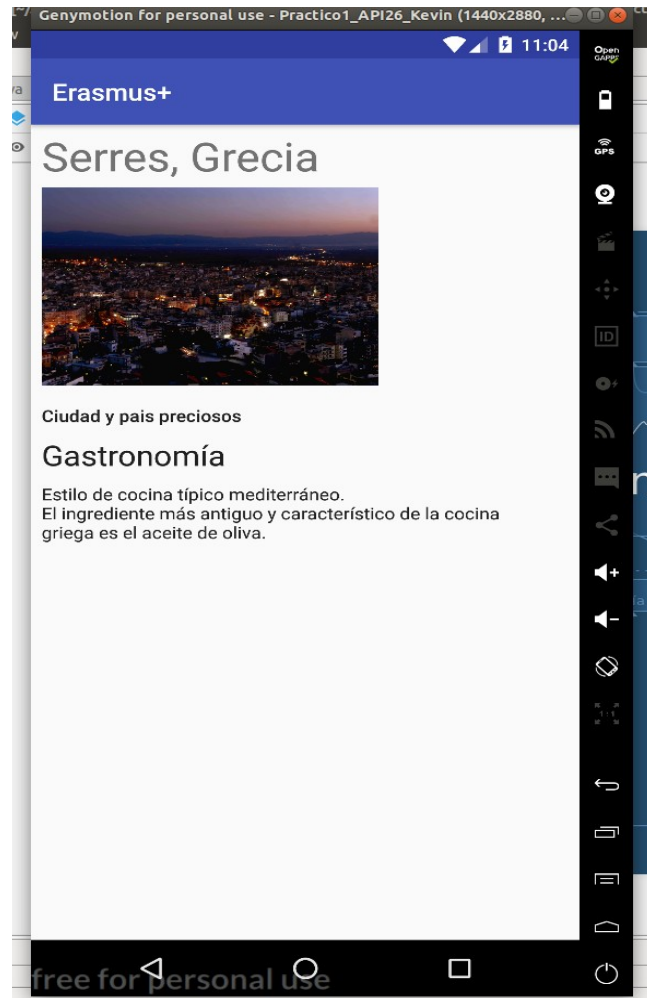 Genymotion for personal use - Practico1_API26_Kevin (1440x2880, ...
11:04
Open
GAPPS
Erasmus+
GPS
Serres, Grecia
ID
Ciudad y pais preciosos
Gastronomía
Estilo de cocina típico mediterráneo.
El ingrediente más antiguo y característico de la cocina
griega es el aceite de oliva.
1:1
free for personal use